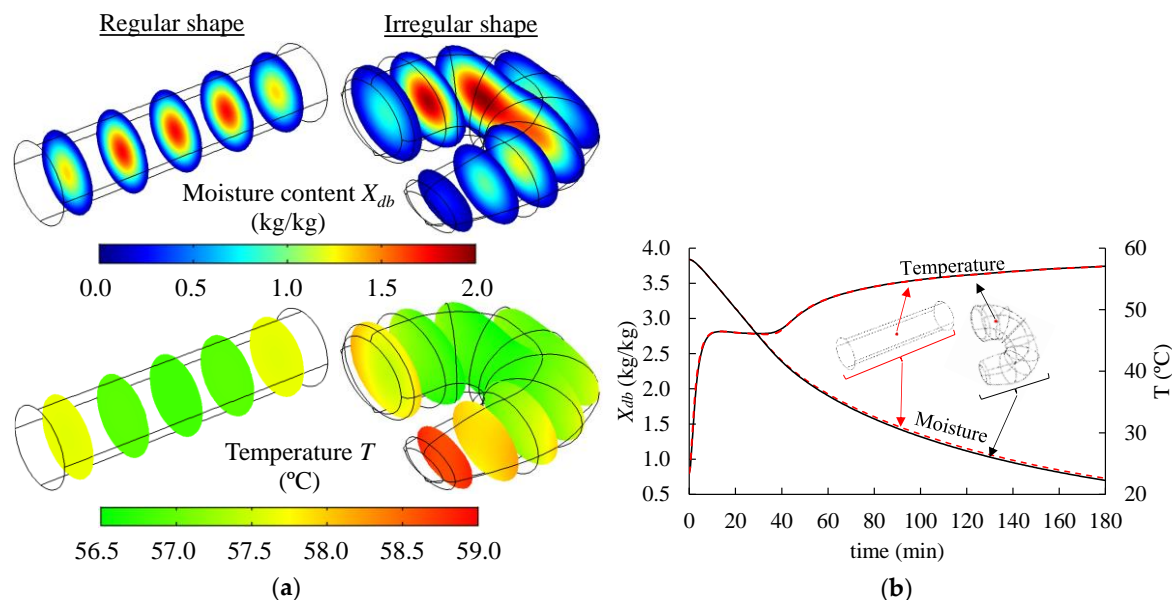 Regular shape
Irregular shape
Moisture content X_db
(kg/kg)
0.0 0.5 1.0 1.5 2.0
Temperature T
(ºC)
56.5 57.0 57.5 58.0 58.5 59.0
(a)
4.0
3.5
3.0
2.5
2.0
1.5
1.0
0.5
X_db (kg/kg)
Temperature
Moisture
60
50
40
30
20
T (ºC)
0 20 40 60 80 100 120 140 160 180
time (min)
(b)